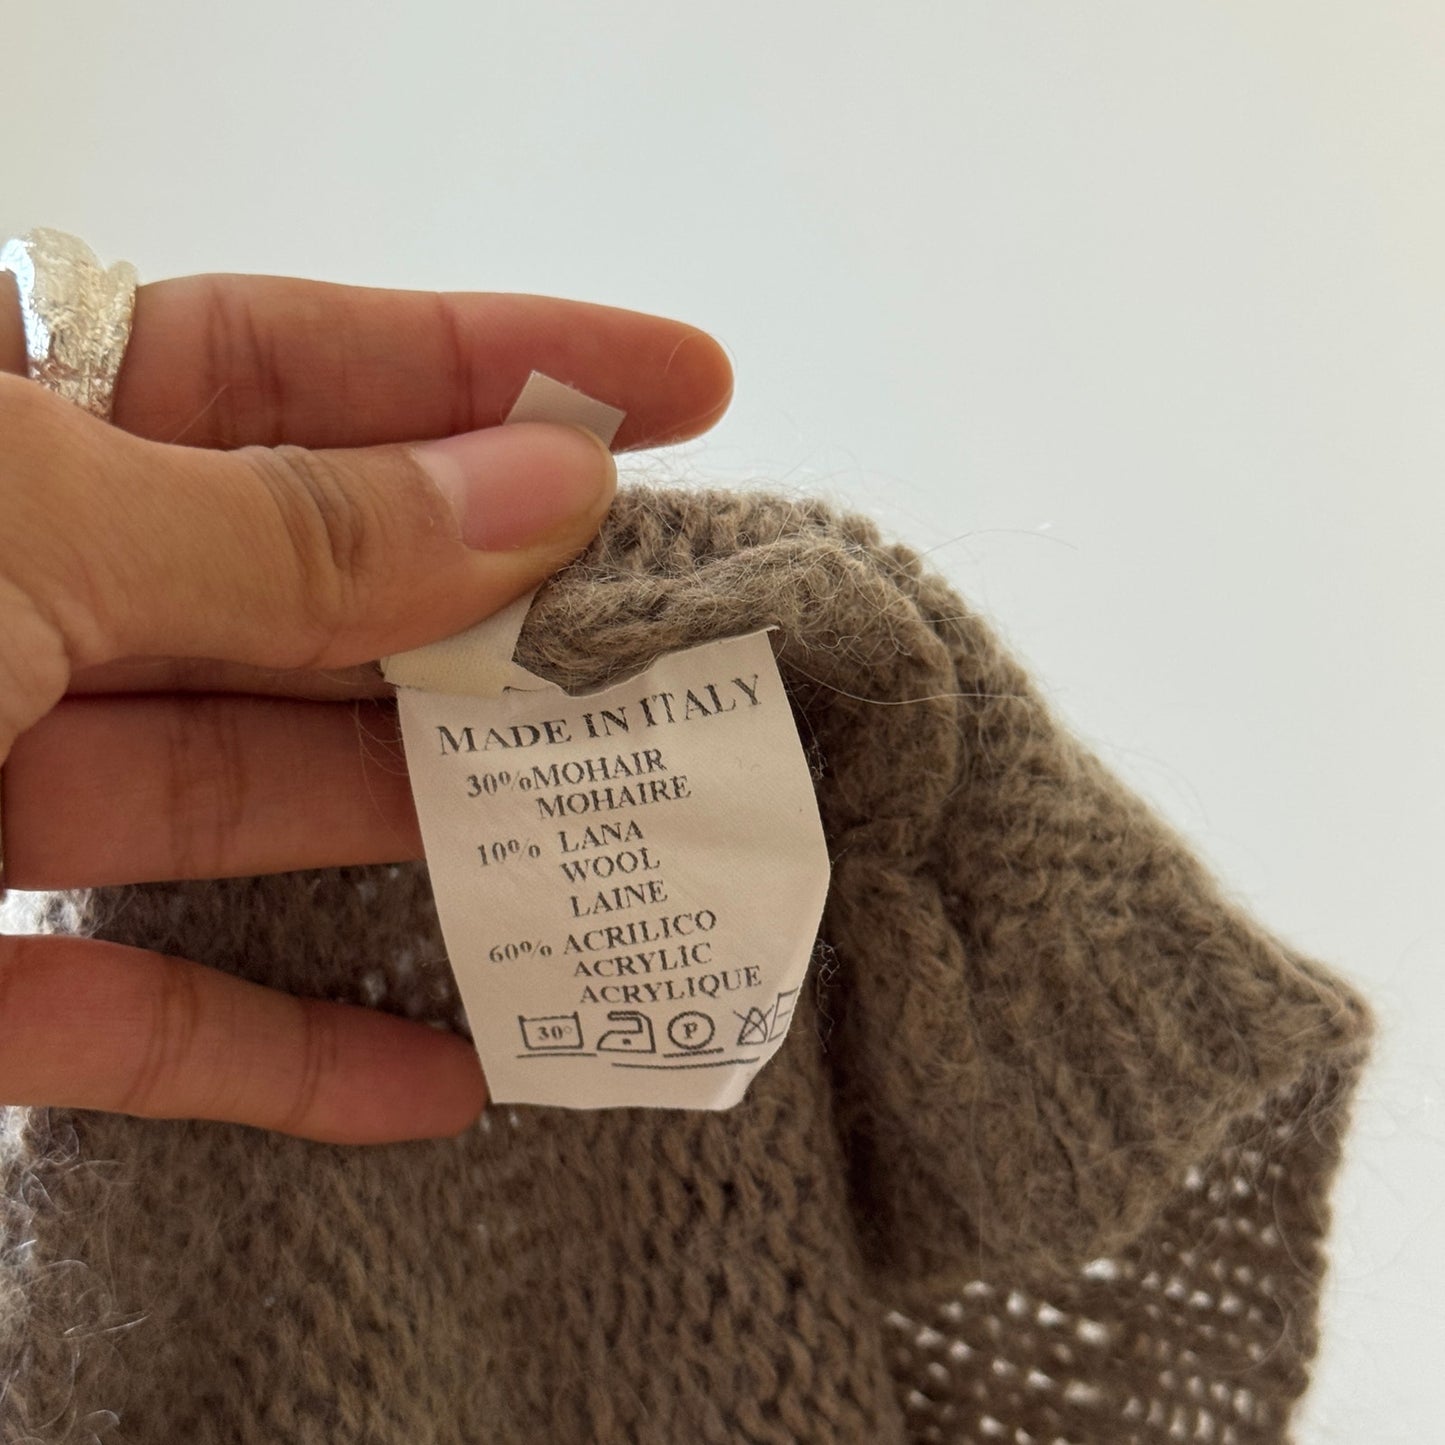 MADE IN ITALY
30% MOHAIR
MOHAIRE
10% LANA
WOOL
LAINE
60% ACRILICO
ACRYLIC
ACRYLIQUE
30° P